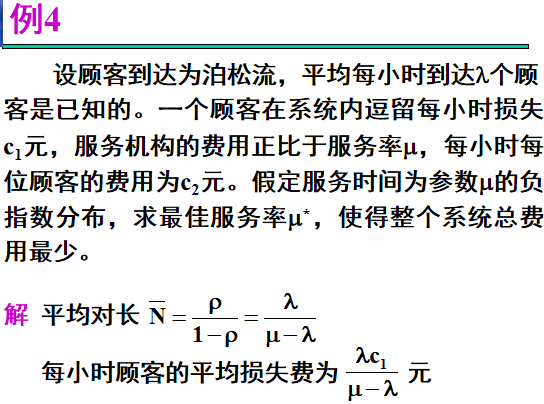 例4
设顾客到达为泊松流，平均每小时到达λ个顾
客是已知的。一个顾客在系统内逗留每小时损失
c₁元，服务机构的费用正比于服务率μ，每小时每
位顾客的费用为c₂元。假定服务时间为参数μ的负
指数分布，求最佳服务率μ*，使得整个系统总费
用最少。
解 平均对长 N̅ = ρ/(1−ρ) = λ/(μ−λ)
每小时顾客的平均损失费为 λc₁/(μ−λ) 元